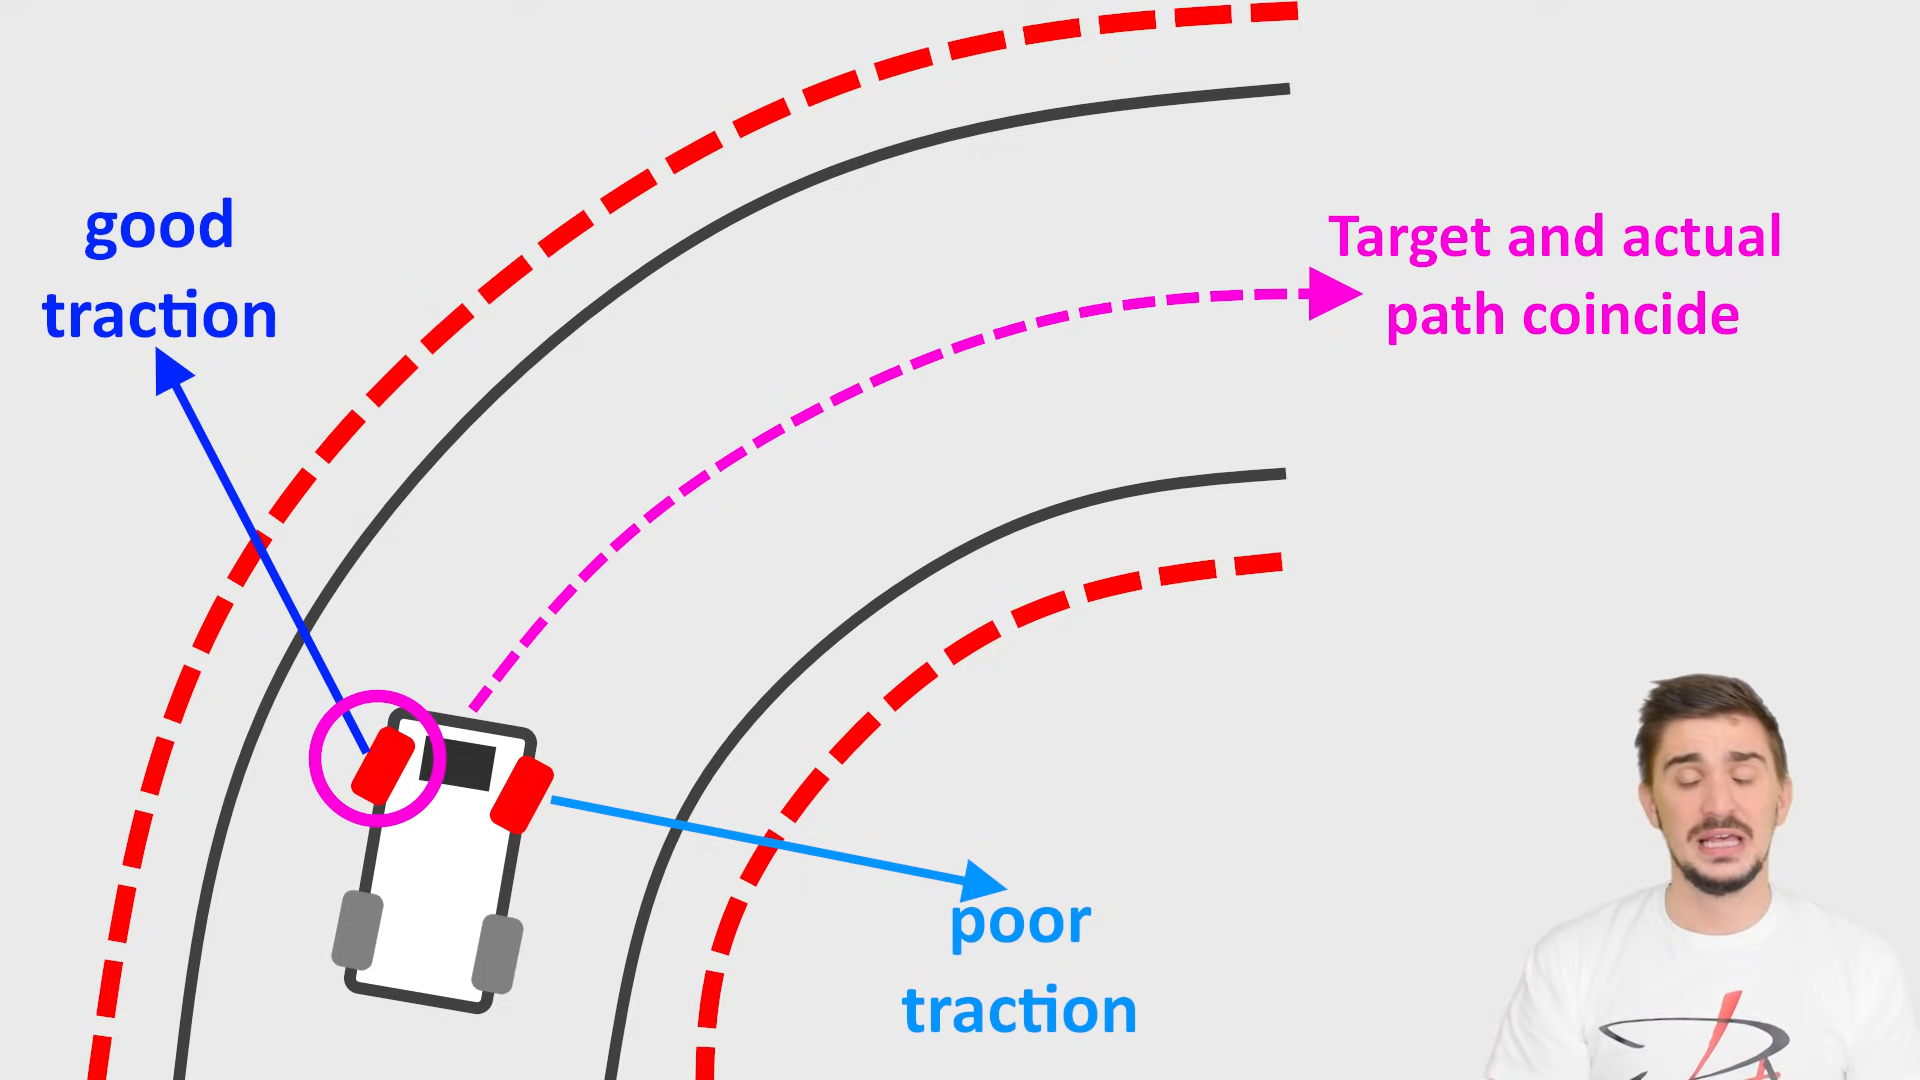 good
traction
Target and actual
path coincide
poor
traction